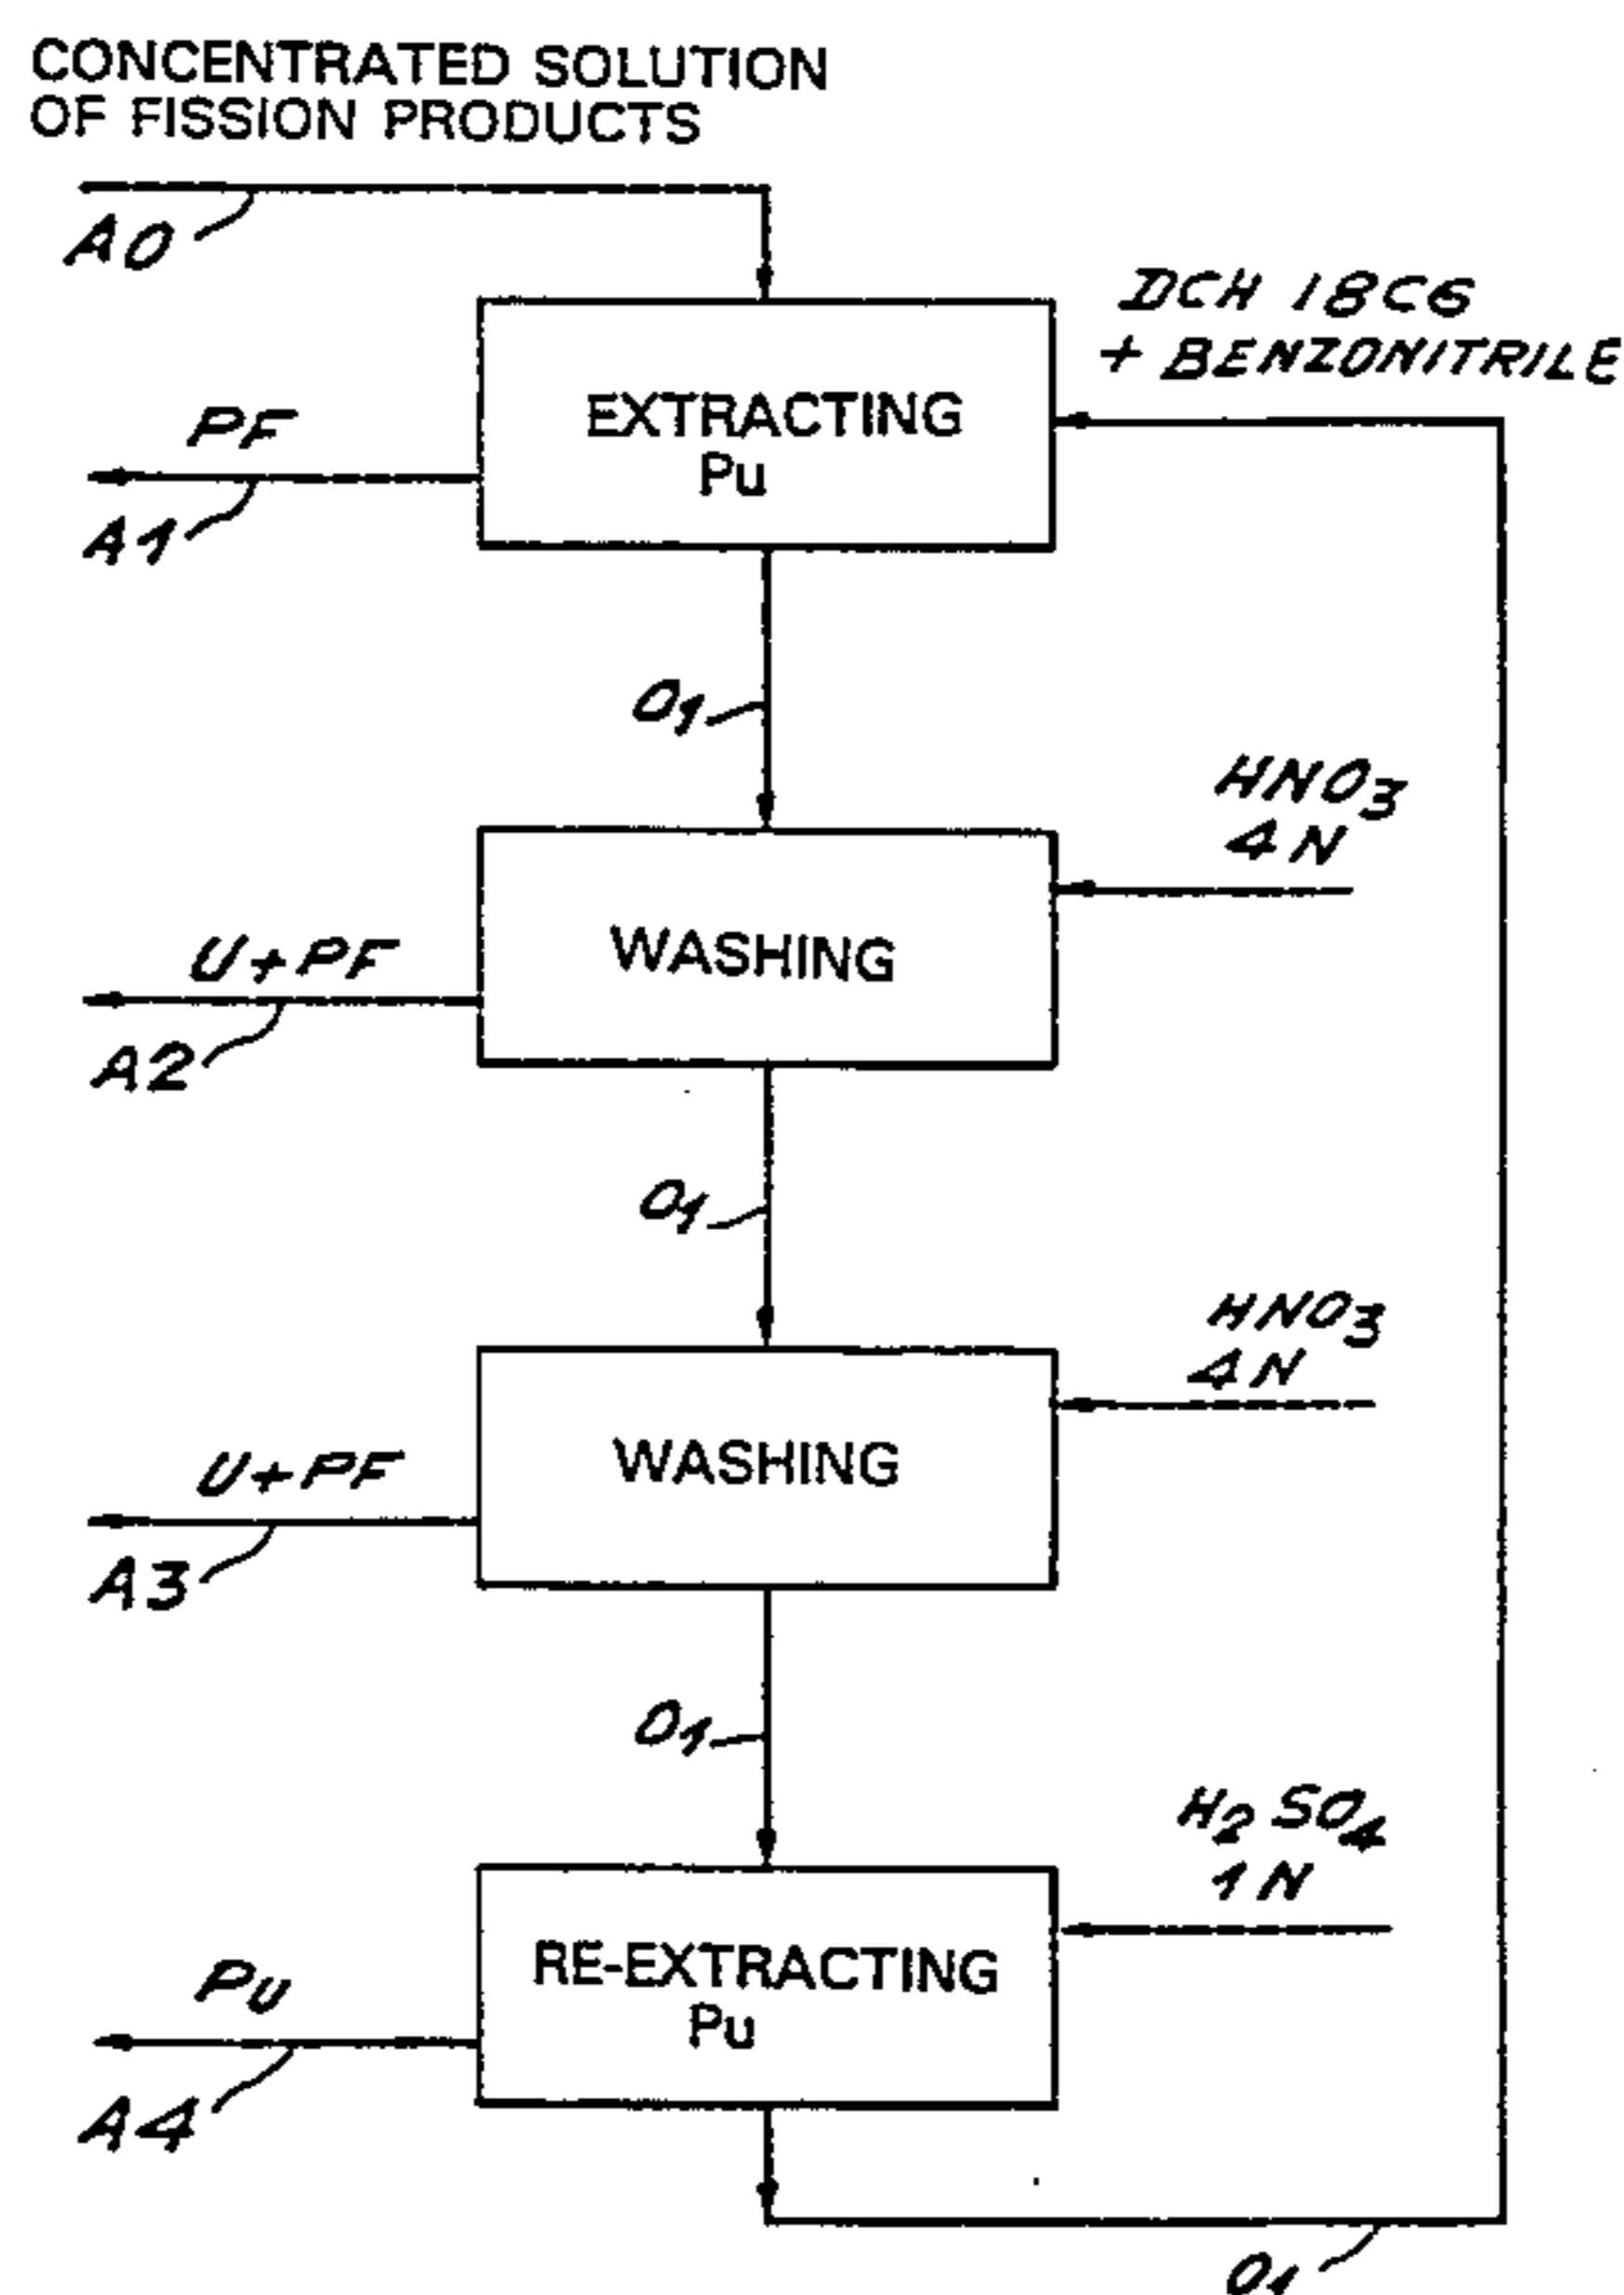 CONCENTRATED SOLUTION
OF FISSION PRODUCTS
A0
DCH 18C6
+ BENZONITRILE
EXTRACTING
Pu
PF
A1
O1
HNO3
4N
WASHING
U+PF
A2
O1
HNO3
4N
WASHING
U+PF
A3
O1
H2SO4
1N
RE-EXTRACTING
Pu
Pu
A4
O1